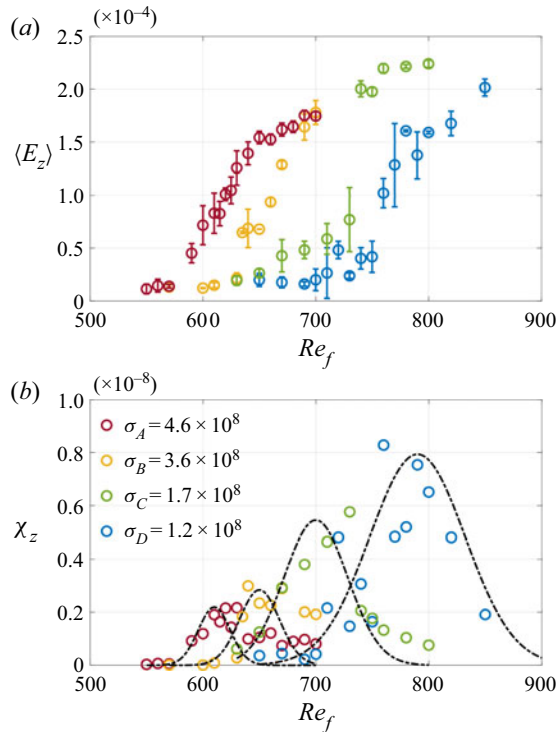 (a)
(×10⁻⁴)
2.5
2.0
1.5
1.0
0.5
0
⟨E_z⟩
500 600 700 800 900
Re_f
(b)
(×10⁻⁸)
1.0
0.8
0.6
0.4
0.2
0
χ_z
σ_A = 4.6 × 10⁸
σ_B = 3.6 × 10⁸
σ_C = 1.7 × 10⁸
σ_D = 1.2 × 10⁸
500 600 700 800 900
Re_f